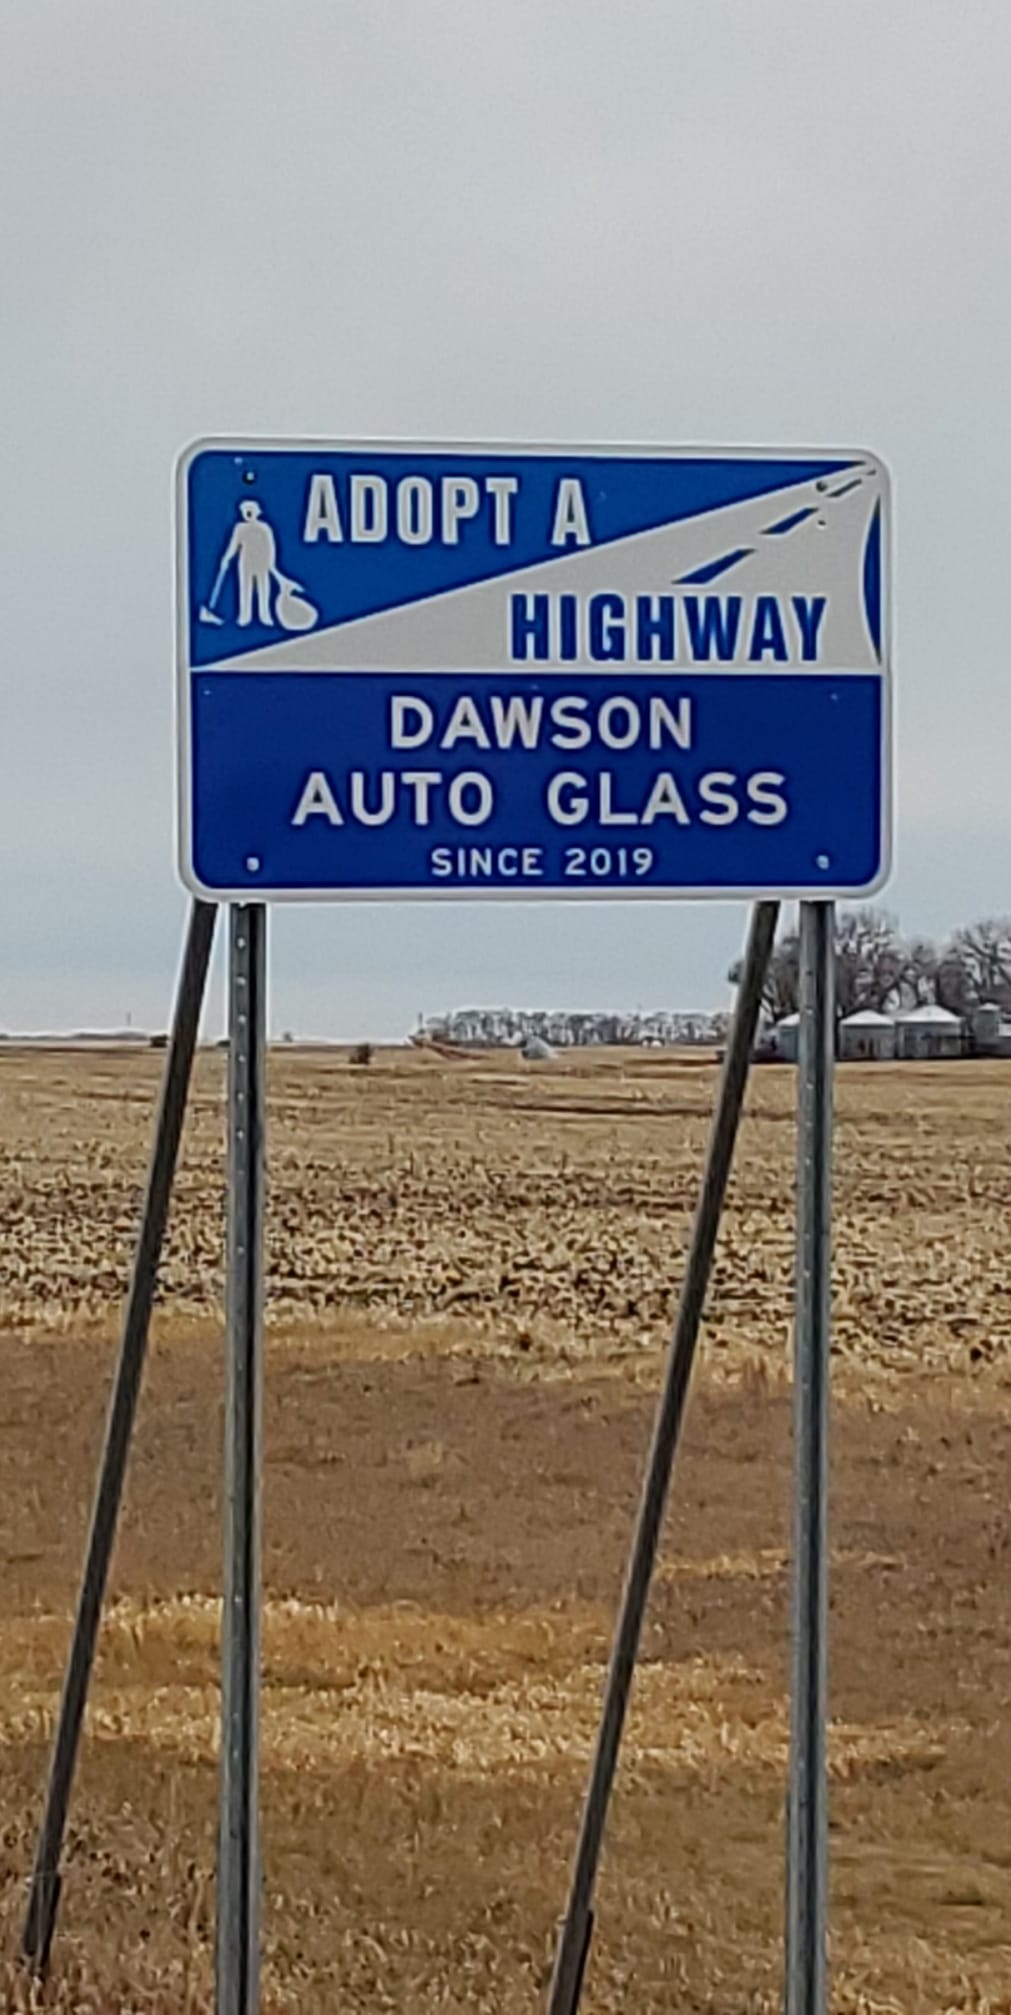 ADOPT A
HIGHWAY
DAWSON
AUTO GLASS
SINCE 2019